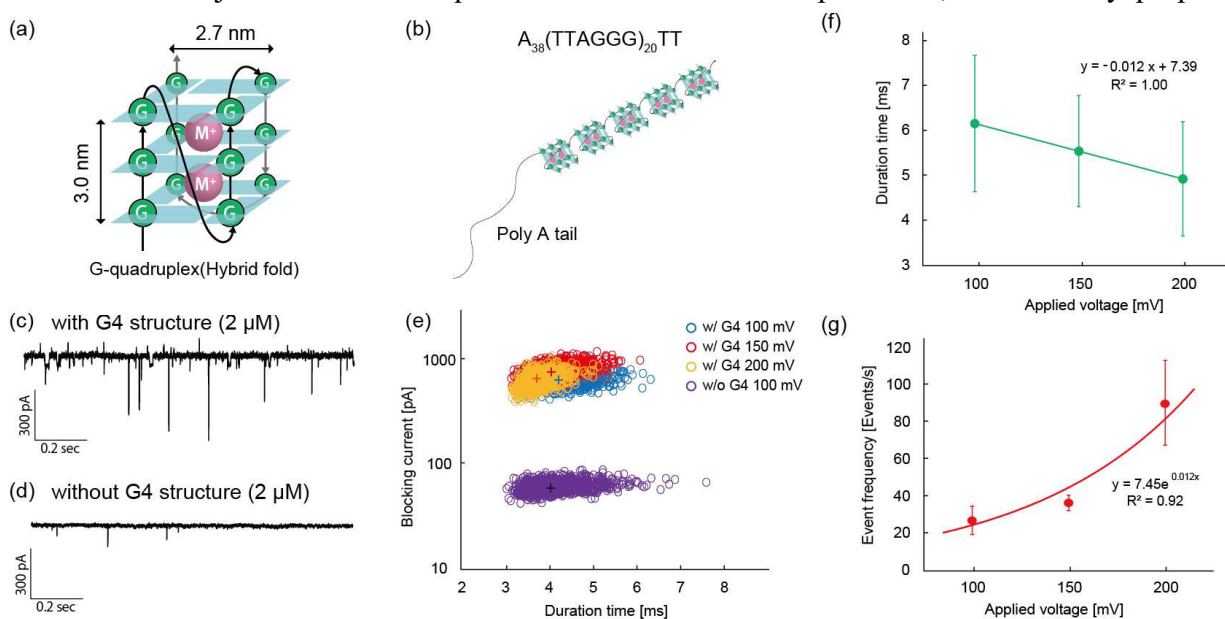 (a)
2.7 nm
3.0 nm
G
G
G
G
M+
G
G
G
G
M+
G
G
G
G
G-quadruplex(Hybrid fold)
(b)
A38(TTAGGG)20TT
Poly A tail
(c) with G4 structure (2 μM)
300 pA
0.2 sec
(d) without G4 structure (2 μM)
300 pA
0.2 sec
(e)
Blocking current [pA]
1000
100
10
2 3 4 5 6 7 8
Duration time [ms]
w/ G4 100 mV
w/ G4 150 mV
w/ G4 200 mV
w/o G4 100 mV
(f)
Duration time [ms]
8
7
6
5
4
3
y = -0.012 x + 7.39
R² = 1.00
100 150 200
Applied voltage [mV]
(g)
Event frequency [Events/s]
120
100
80
60
40
20
0
y = 7.45e^0.012x
R² = 0.92
100 150 200
Applied voltage [mV]